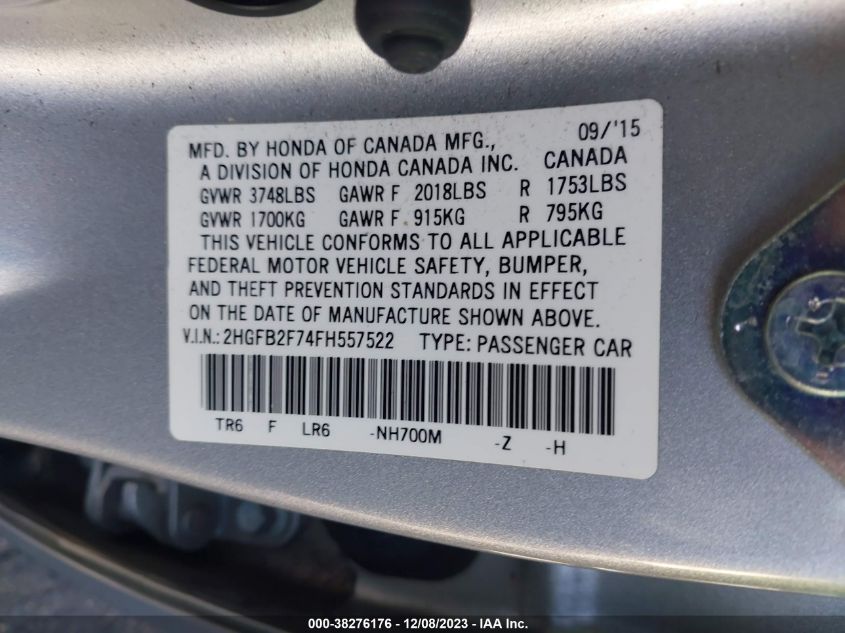 MFD. BY HONDA OF CANADA MFG., 09/'15
A DIVISION OF HONDA CANADA INC. CANADA
GVWR 3748LBS GAWR F 2018LBS R 1753LBS
GVWR 1700KG GAWR F 915KG R 795KG
THIS VEHICLE CONFORMS TO ALL APPLICABLE
FEDERAL MOTOR VEHICLE SAFETY, BUMPER,
AND THEFT PREVENTION STANDARDS IN EFFECT
ON THE DATE OF MANUFACTURE SHOWN ABOVE.
V.I.N.: 2HGFB2F74FH557522 TYPE: PASSENGER CAR
TR6 F LR6 -NH700M -Z -H
000-38276176 - 12/08/2023 - IAA Inc.